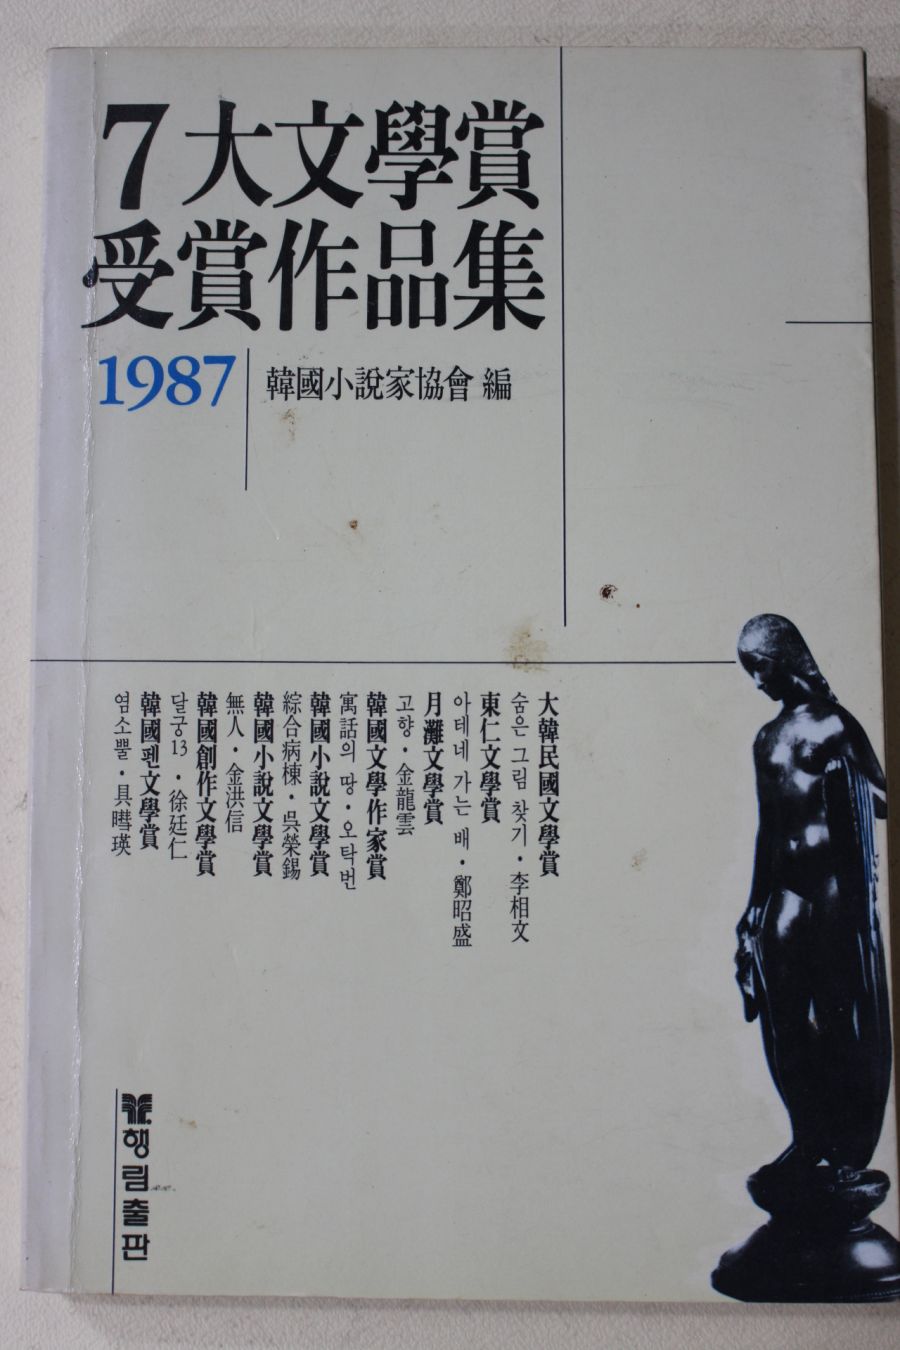 7大文學賞
受賞作品集
1987
韓國小說家協會 編
大韓民國文學賞
숨은 그림 찾기 · 李相文
東仁文學賞
아테네 가는 배 · 鄭昭盛
月灘文學賞
고향 · 金龍雲
韓國文學作家賞
寓話의 땅 · 오탁번
韓國小說文學賞
綜合病棟 · 吳榮錫
韓國小說文學賞
無人 · 金洪信
韓國創作文學賞
달궁13 · 徐廷仁
韓國펜文學賞
염소뿔 · 具暳瑛
행림출판